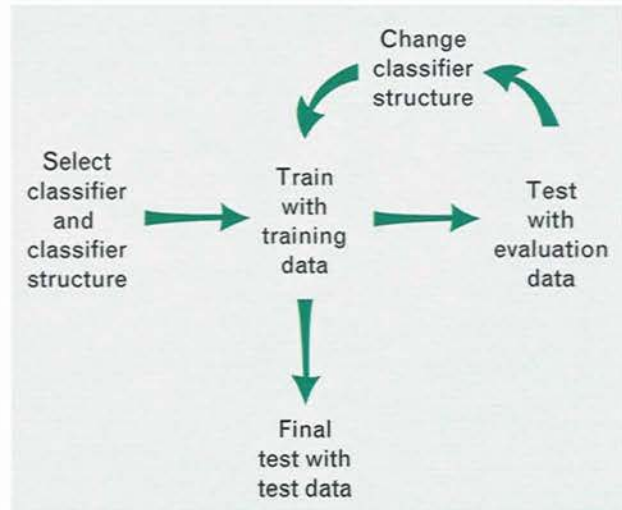 Change
classifier
structure
Select
classifier
and
classifier
structure
Train
with
training
data
Test
with
evaluation
data
Final
test with
test data